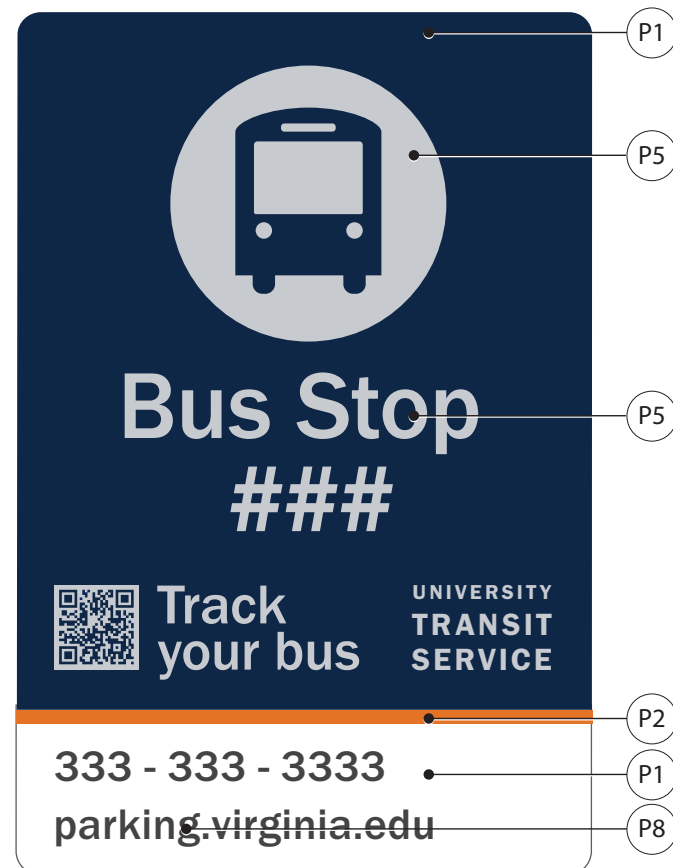 P1
P5
Bus Stop
P5
###
Track
your bus
UNIVERSITY
TRANSIT
SERVICE
P2
333 - 333 - 3333
P1
parking.virginia.edu
P8